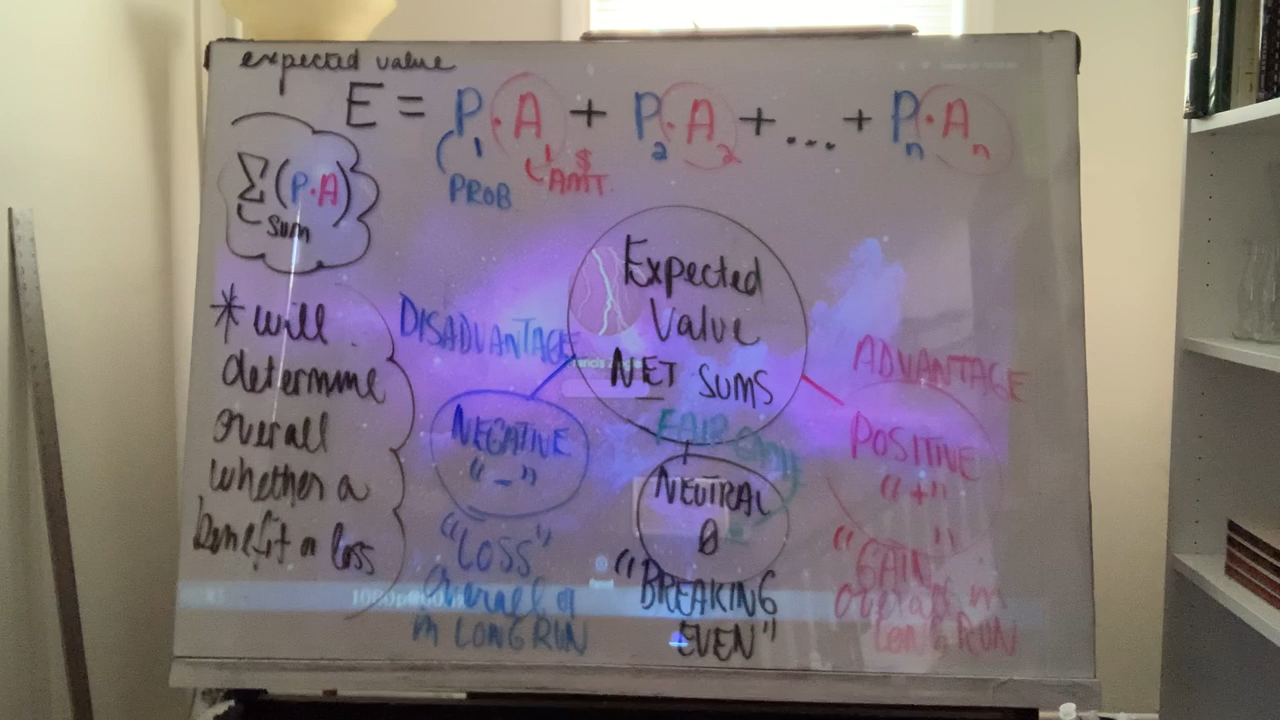 expected value
E = P₁·A₁ + P₂·A₂ + ... + Pₙ·Aₙ
PROB
$
AMT.
Σ(P·A)
Sum
* will
determine
overall
whether a
benefit or loss
Expected
Value
NET SUMS
DISADVANTAGE
NEGATIVE
"-"
"LOSS"
overall or
in LONG RUN
FAIR GAME
NEUTRAL
0
"BREAKING
EVEN"
ADVANTAGE
POSITIVE
"+"
"GAIN"
overall in
LONG RUN